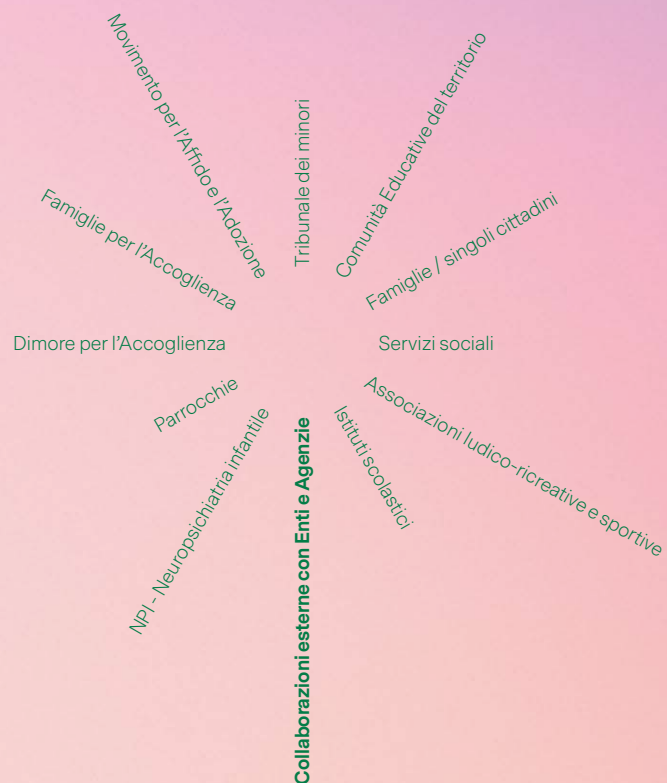 Tribunale dei minori
Comunità Educative del territorio
Famiglie / singoli cittadini
Servizi sociali
Associazioni ludico-ricreative e sportive
Istituti scolastici
Collaborazioni esterne con Enti e Agenzie
NPI - Neuropsichiatria infantile
Parrocchie
Dimore per l'Accoglienza
Famiglie per l'Accoglienza
Movimento per l'Affido e l'Adozione